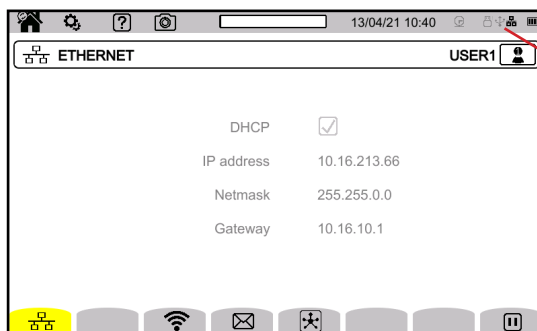 13/04/21 10:40
ETHERNET
USER1
DHCP
IP address 10.16.213.66
Netmask 255.255.0.0
Gateway 10.16.10.1